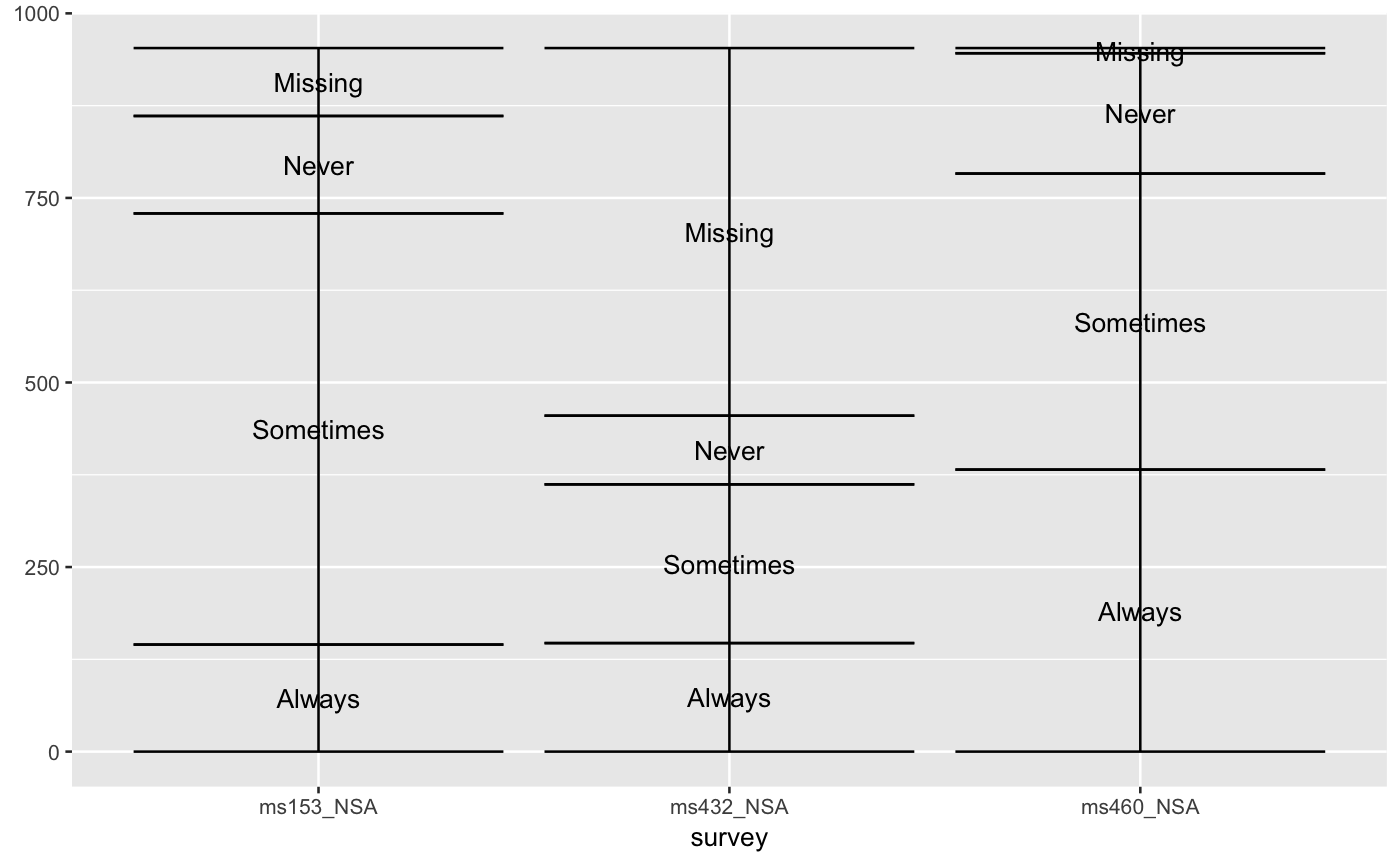 1000
750
500
250
0
Missing
Never
Sometimes
Always
Missing
Never
Sometimes
Always
Missing
Never
Sometimes
Always
ms153_NSA ms432_NSA ms460_NSA
survey